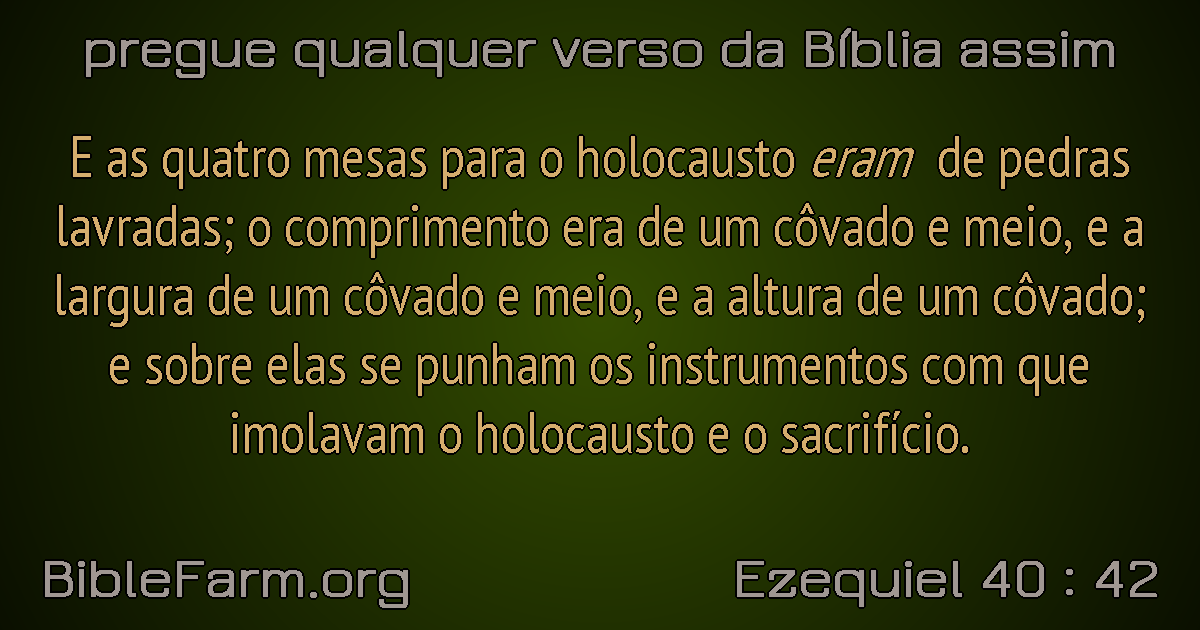 pregue qualquer verso da Bíblia assim
E as quatro mesas para o holocausto eram de pedras
lavradas; o comprimento era de um côvado e meio, e a
largura de um côvado e meio, e a altura de um côvado;
e sobre elas se punham os instrumentos com que
imolavam o holocausto e o sacrifício.
BibleFarm.org
Ezequiel 40 : 42